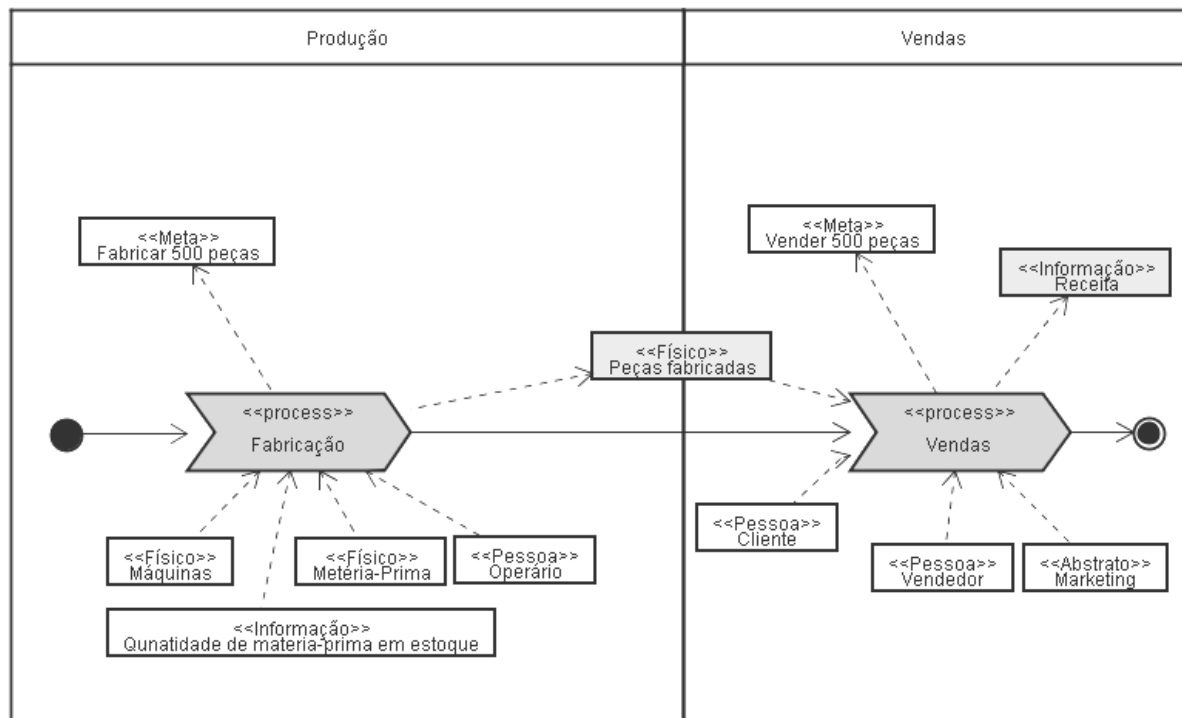 Produção
Vendas
<<Meta>>
Fabricar 500 peças
<<Meta>>
Vender 500 peças
<<Informação>>
Receita
<<Físico>>
Peças fabricadas
<<process>>
Fabricação
<<process>>
Vendas
<<Físico>>
Máquinas
<<Físico>>
Metéria-Prima
<<Pessoa>>
Operário
<<Informação>>
Qunatidade de materia-prima em estoque
<<Pessoa>>
Cliente
<<Pessoa>>
Vendedor
<<Abstrato>>
Marketing